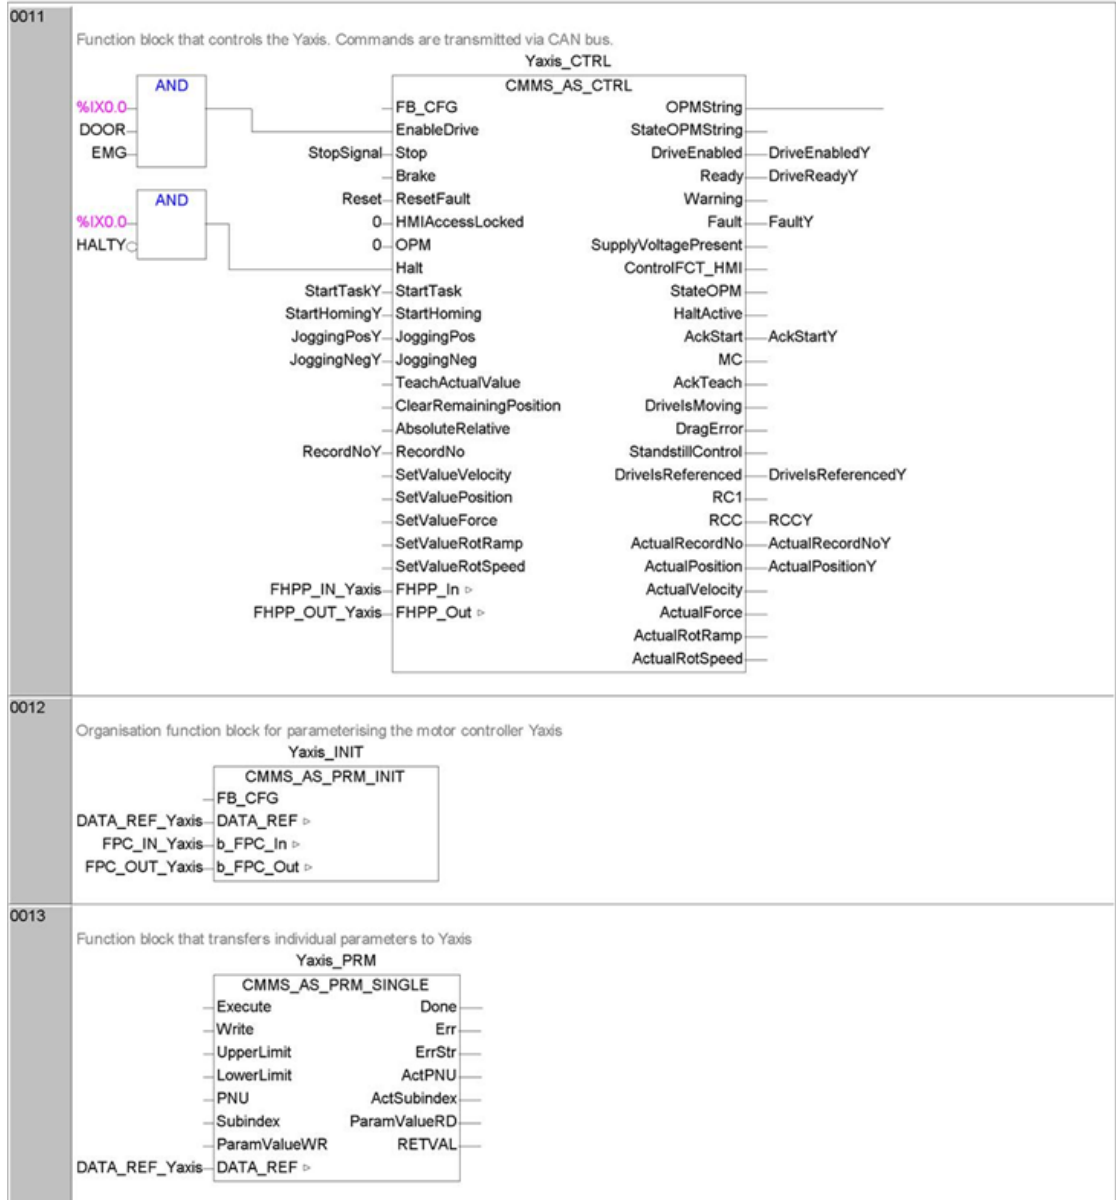 0011
Function block that controls the Yaxis. Commands are transmitted via CAN bus.
Yaxis_CTRL
AND CMMS_AS_CTRL
%IX0.0 FB_CFG OPMString
DOOR EnableDrive StateOPMString
EMG StopSignal Stop DriveEnabled DriveEnabledY
Brake Ready DriveReadyY
AND Reset ResetFault Warning
%IX0.0 0 HMIAccessLocked Fault FaultY
HALTY 0 OPM SupplyVoltagePresent
Halt ControlFCT_HMI
StartTaskY StartTask StateOPM
StartHomingY StartHoming HaltActive
JoggingPosY JoggingPos AckStart AckStartY
JoggingNegY JoggingNeg MC
TeachActualValue AckTeach
ClearRemainingPosition DriveIsMoving
AbsoluteRelative DragError
RecordNoY RecordNo StandstillControl
SetValueVelocity DriveIsReferenced DriveIsReferencedY
SetValuePosition RC1
SetValueForce RCC RCCY
SetValueRotRamp ActualRecordNo ActualRecordNoY
SetValueRotSpeed ActualPosition ActualPositionY
FHPP_IN_Yaxis FHPP_In ActualVelocity
FHPP_OUT_Yaxis FHPP_Out ActualForce
ActualRotRamp
ActualRotSpeed
0012
Organisation function block for parameterising the motor controller Yaxis
Yaxis_INIT
CMMS_AS_PRM_INIT
FB_CFG
DATA_REF_Yaxis DATA_REF
FPC_IN_Yaxis b_FPC_In
FPC_OUT_Yaxis b_FPC_Out
0013
Function block that transfers individual parameters to Yaxis
Yaxis_PRM
CMMS_AS_PRM_SINGLE
Execute Done
Write Err
UpperLimit ErrStr
LowerLimit ActPNU
PNU ActSubindex
Subindex ParamValueRD
ParamValueWR RETVAL
DATA_REF_Yaxis DATA_REF